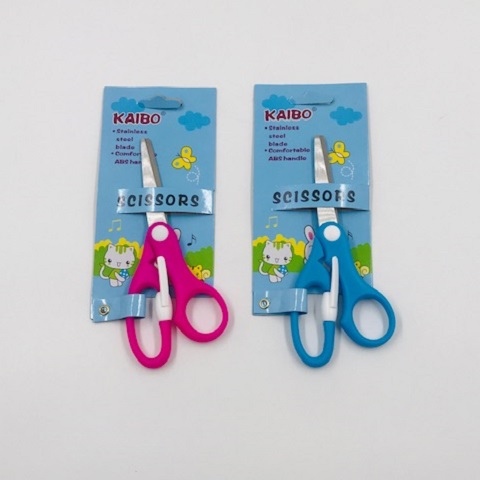 KAIBO
• Stainless
steel
blade
• Comfortable
ABS handle
SCISSORS
KAIBO
• Stainless
steel
blade
• Comfortable
ABS handle
SCISSORS